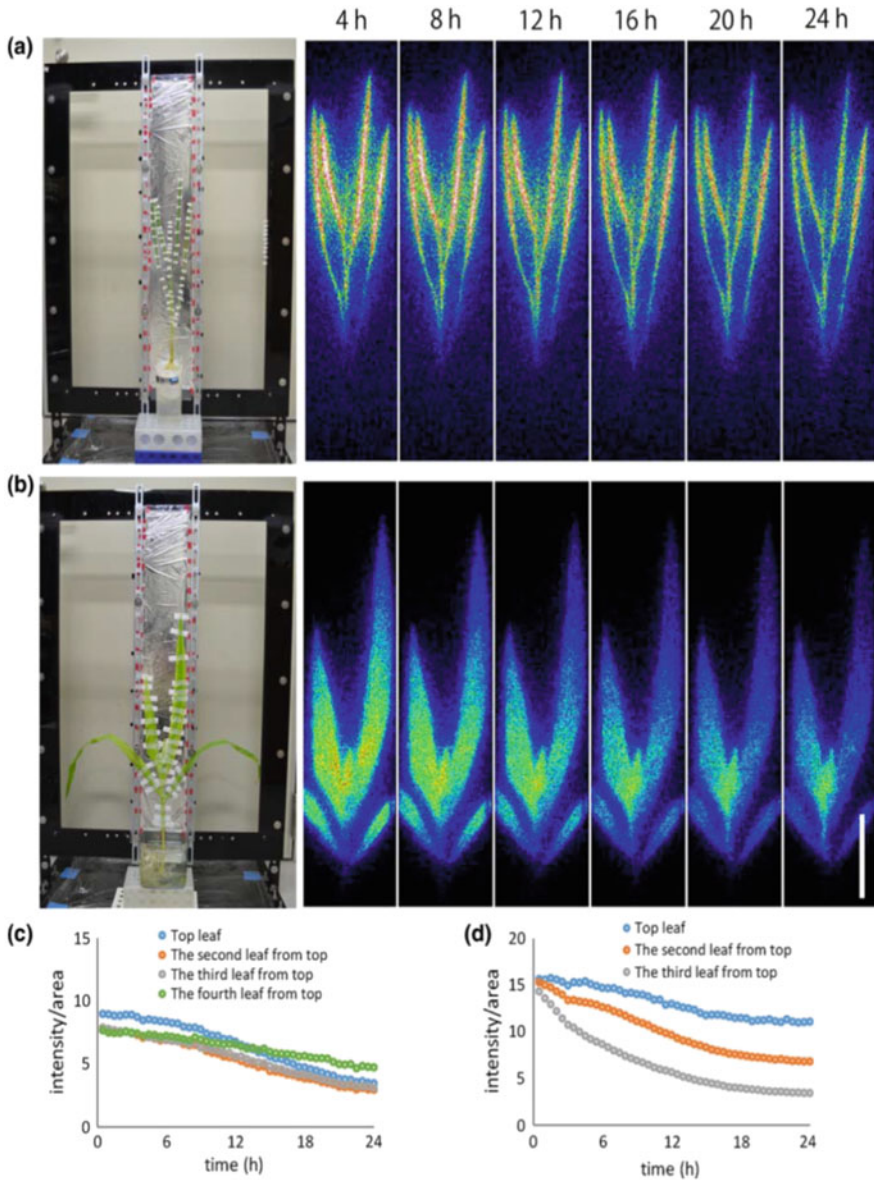 4 h 8 h 12 h 16 h 20 h 24 h
(a)
(b)
(c)
15
10
5
0
intensity/area
Top leaf
The second leaf from top
The third leaf from top
The fourth leaf from top
0 6 12 18 24
time (h)
(d)
20
15
10
5
0
intensity/area
Top leaf
The second leaf from top
The third leaf from top
0 6 12 18 24
time (h)